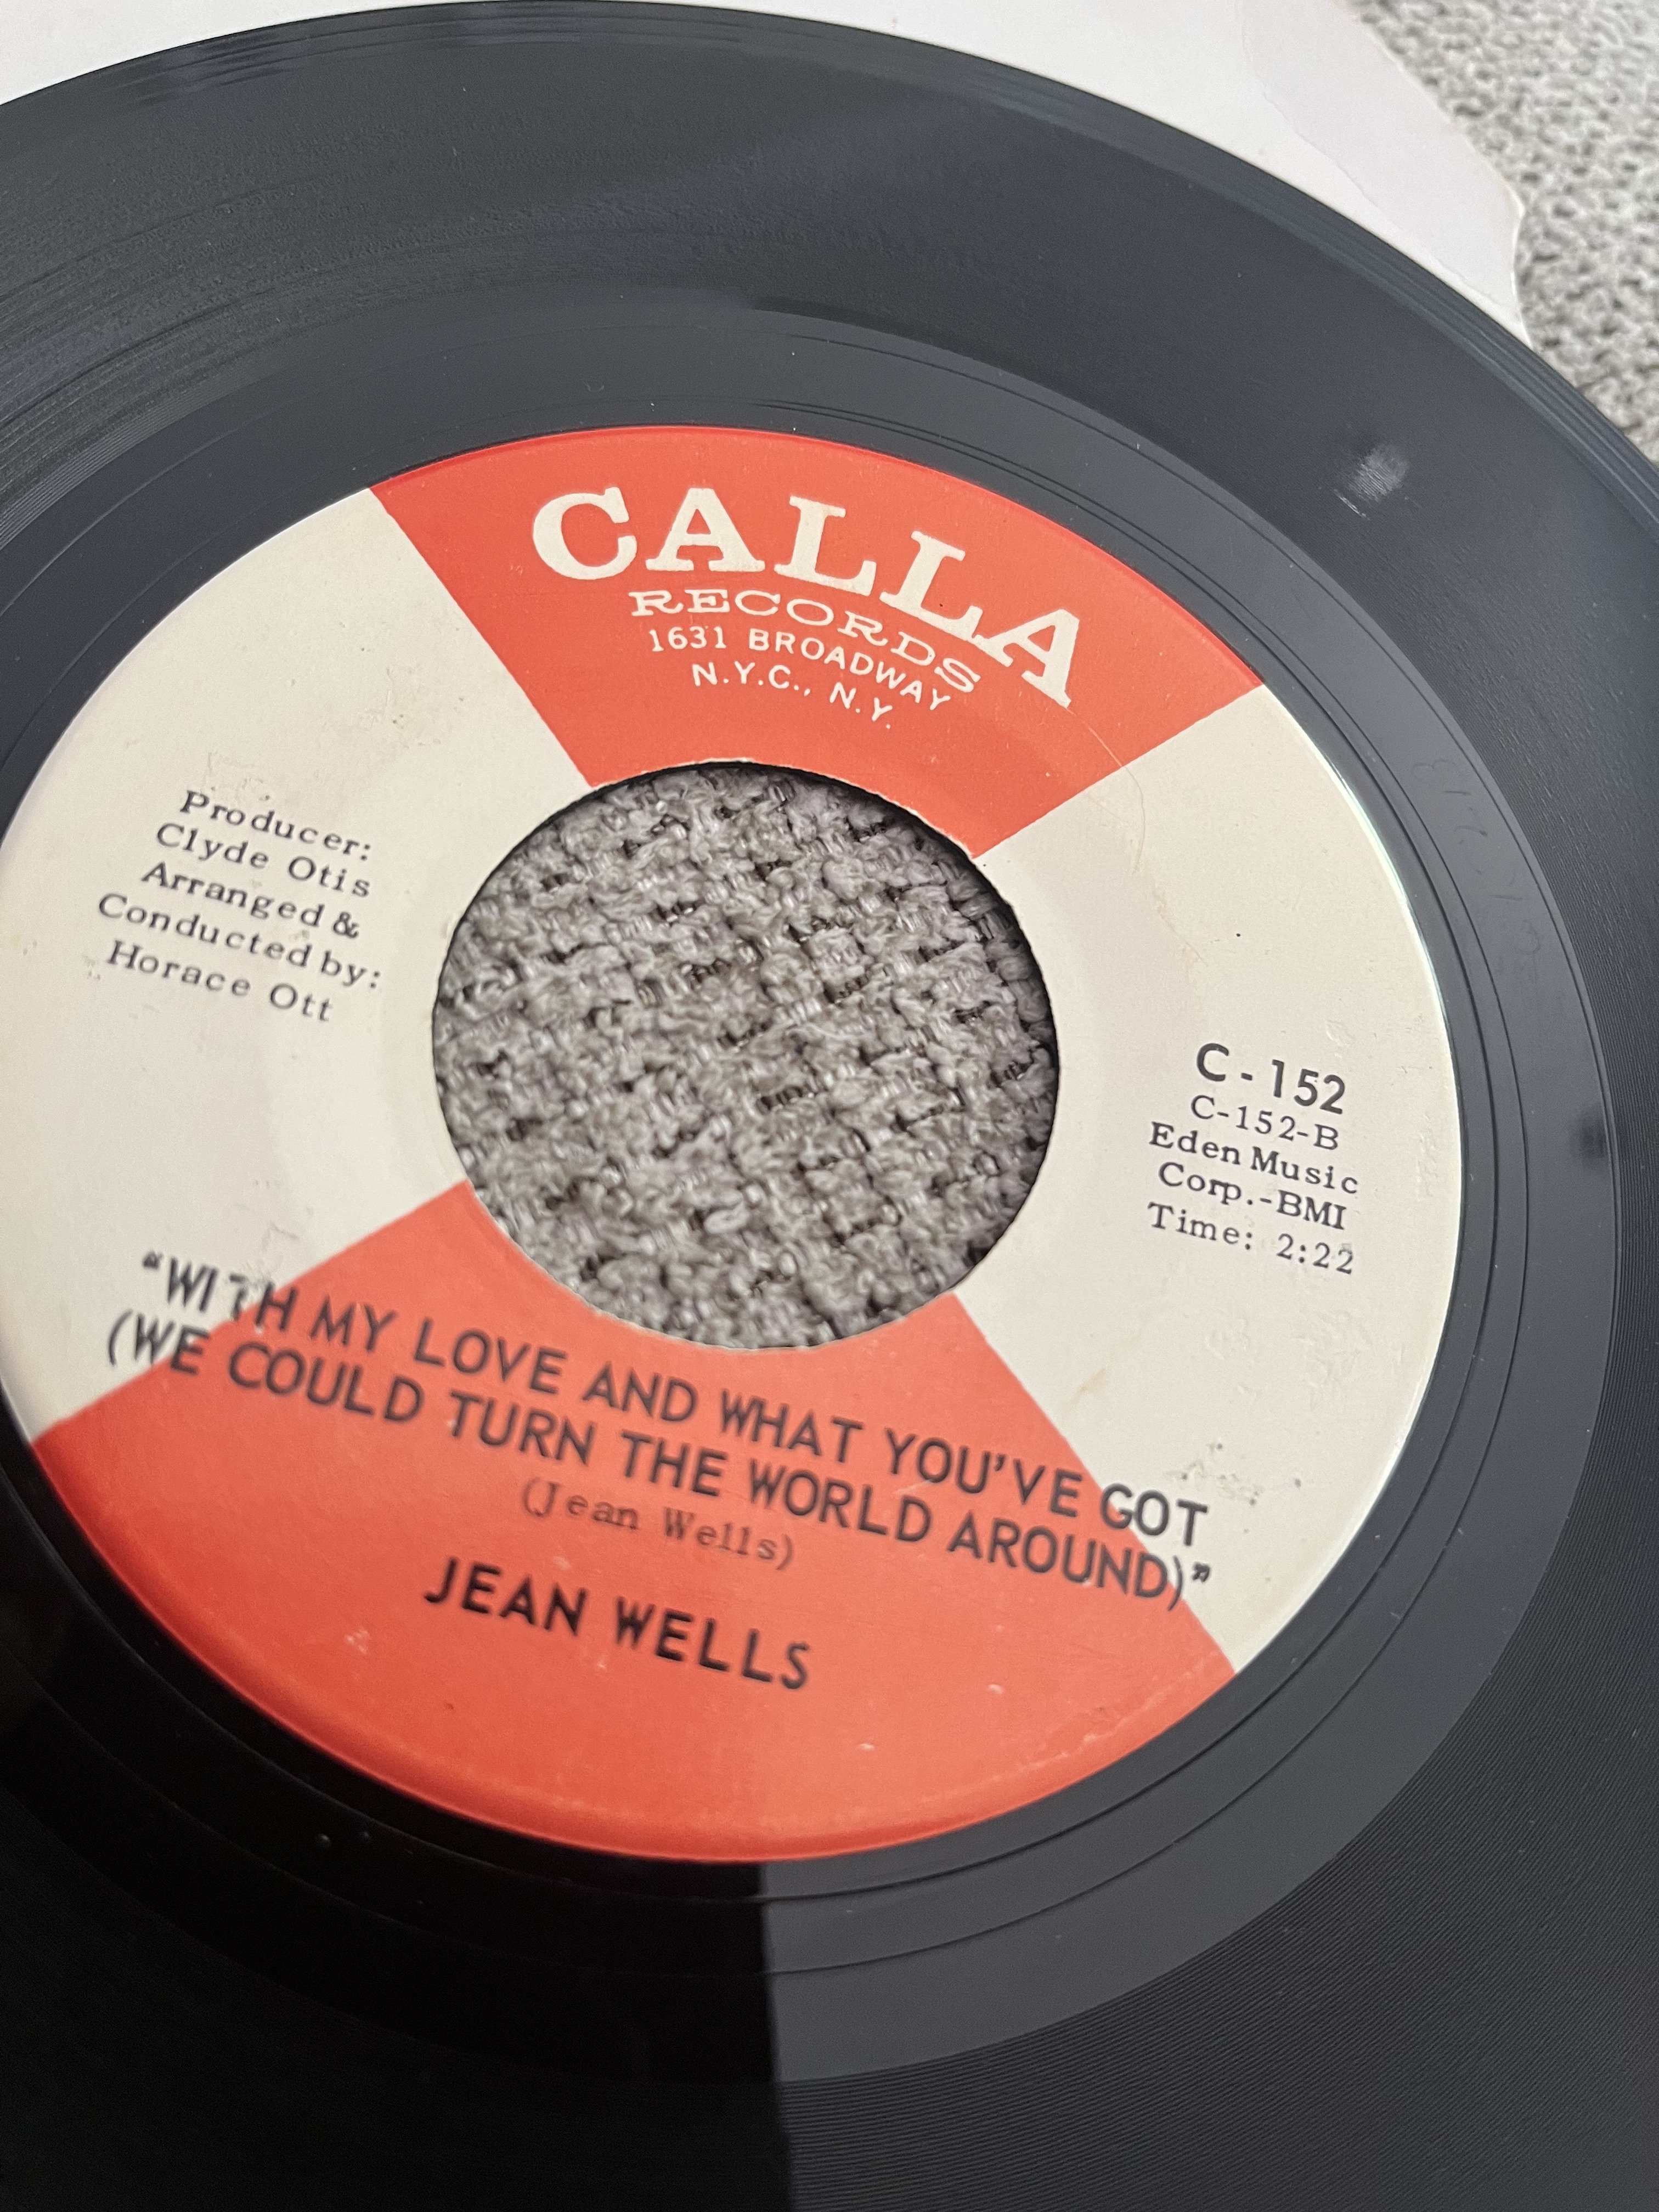 CALLA
RECORDS
1631 BROADWAY
N.Y.C., N.Y.
Producer:
Clyde Otis
Arranged &
Conducted by:
Horace Ott
C-152
C-152-B
Eden Music
Corp.-BMI
Time: 2:22
"WITH MY LOVE AND WHAT YOU'VE GOT
(WE COULD TURN THE WORLD AROUND)"
(Jean Wells)
JEAN WELLS